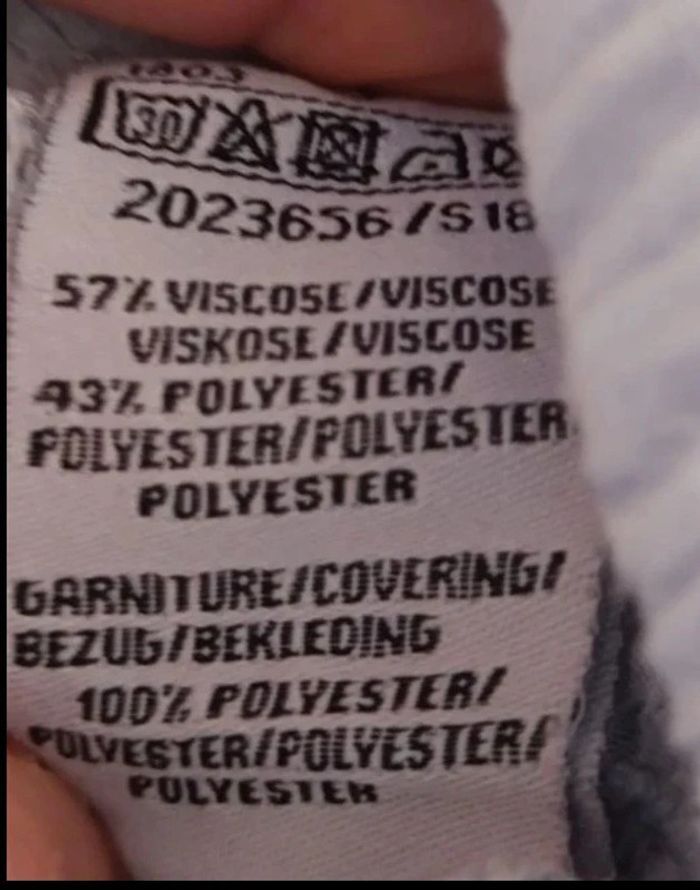 30
2023656/S18
57% VISCOSE/VISCOSE
VISKOSE/VISCOSE
43% POLYESTER/
POLYESTER/POLYESTER
POLYESTER
GARNITURE/COVERING/
BEZUG/BEKLEDING
100% POLYESTER/
POLYESTER/POLYESTER/
POLYESTER